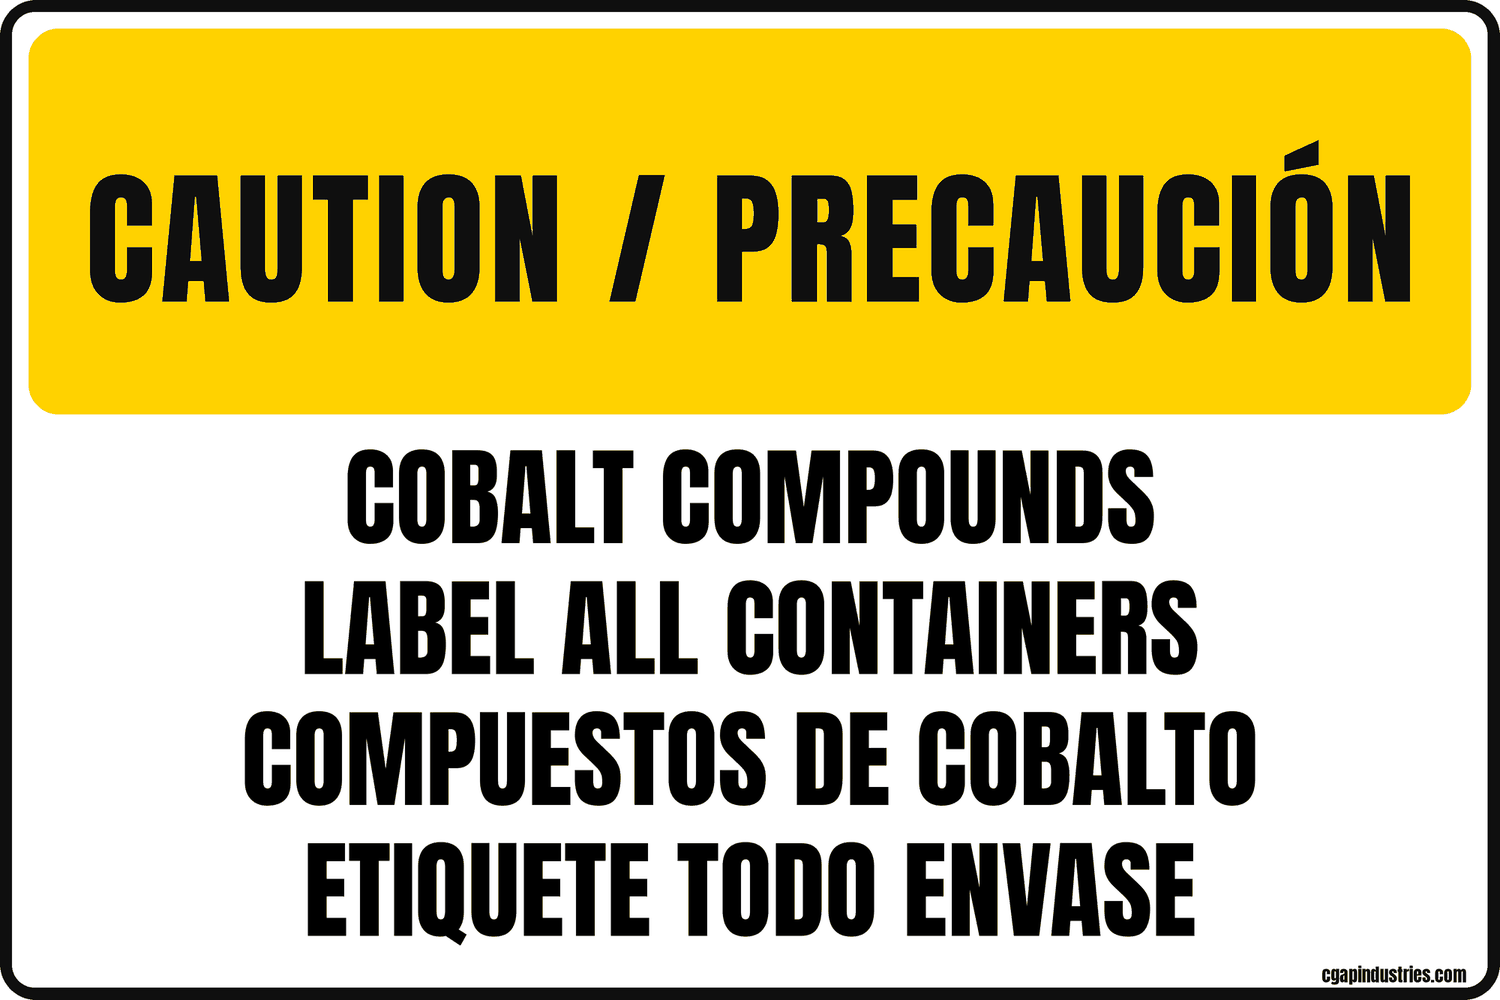 CAUTION / PRECAUCIÓN
COBALT COMPOUNDS
LABEL ALL CONTAINERS
COMPUESTOS DE COBALTO
ETIQUETE TODO ENVASE
cgapindustries.com